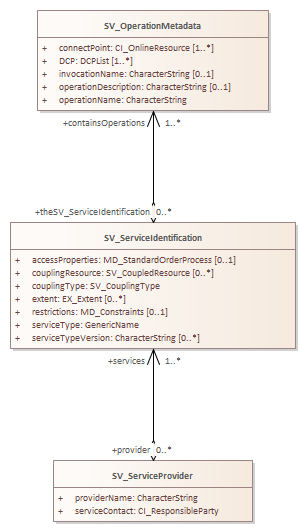 SV_OperationMetadata
+ connectPoint: CI_OnlineResource [1..*]
+ DCP: DCPList [1..*]
+ invocationName: CharacterString [0..1]
+ operationDescription: CharacterString [0..1]
+ operationName: CharacterString
+containsOperations 1..*
+theSV_ServiceIdentification 0..*
SV_ServiceIdentification
+ accessProperties: MD_StandardOrderProcess [0..1]
+ couplingResource: SV_CoupledResource [0..*]
+ couplingType: SV_CouplingType
+ extent: EX_Extent [0..*]
+ restrictions: MD_Constraints [0..1]
+ serviceType: GenericName
+ serviceTypeVersion: CharacterString [0..*]
+services 1..*
+provider 0..*
SV_ServiceProvider
+ providerName: CharacterString
+ serviceContact: CI_ResponsibleParty